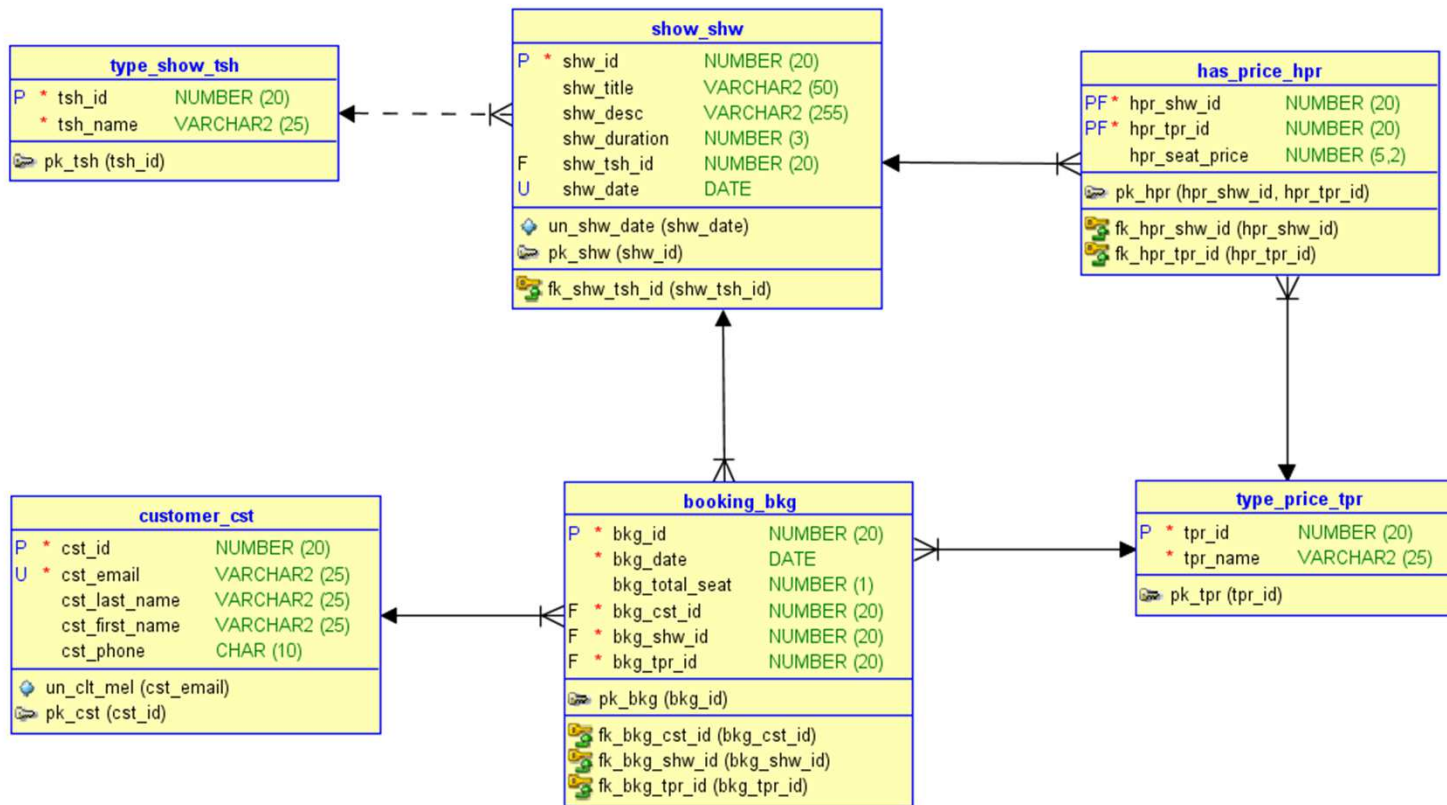 type_show_tsh
P * tsh_id NUMBER (20)
* tsh_name VARCHAR2 (25)
pk_tsh (tsh_id)
show_shw
P * shw_id NUMBER (20)
shw_title VARCHAR2 (50)
shw_desc VARCHAR2 (255)
shw_duration NUMBER (3)
F shw_tsh_id NUMBER (20)
U shw_date DATE
un_shw_date (shw_date)
pk_shw (shw_id)
fk_shw_tsh_id (shw_tsh_id)
has_price_hpr
PF * hpr_shw_id NUMBER (20)
PF * hpr_tpr_id NUMBER (20)
hpr_seat_price NUMBER (5,2)
pk_hpr (hpr_shw_id, hpr_tpr_id)
fk_hpr_shw_id (hpr_shw_id)
fk_hpr_tpr_id (hpr_tpr_id)
customer_cst
P * cst_id NUMBER (20)
U * cst_email VARCHAR2 (25)
cst_last_name VARCHAR2 (25)
cst_first_name VARCHAR2 (25)
cst_phone CHAR (10)
un_clt_mel (cst_email)
pk_cst (cst_id)
booking_bkg
P * bkg_id NUMBER (20)
* bkg_date DATE
bkg_total_seat NUMBER (1)
F * bkg_cst_id NUMBER (20)
F * bkg_shw_id NUMBER (20)
F * bkg_tpr_id NUMBER (20)
pk_bkg (bkg_id)
fk_bkg_cst_id (bkg_cst_id)
fk_bkg_shw_id (bkg_shw_id)
fk_bkg_tpr_id (bkg_tpr_id)
type_price_tpr
P * tpr_id NUMBER (20)
* tpr_name VARCHAR2 (25)
pk_tpr (tpr_id)